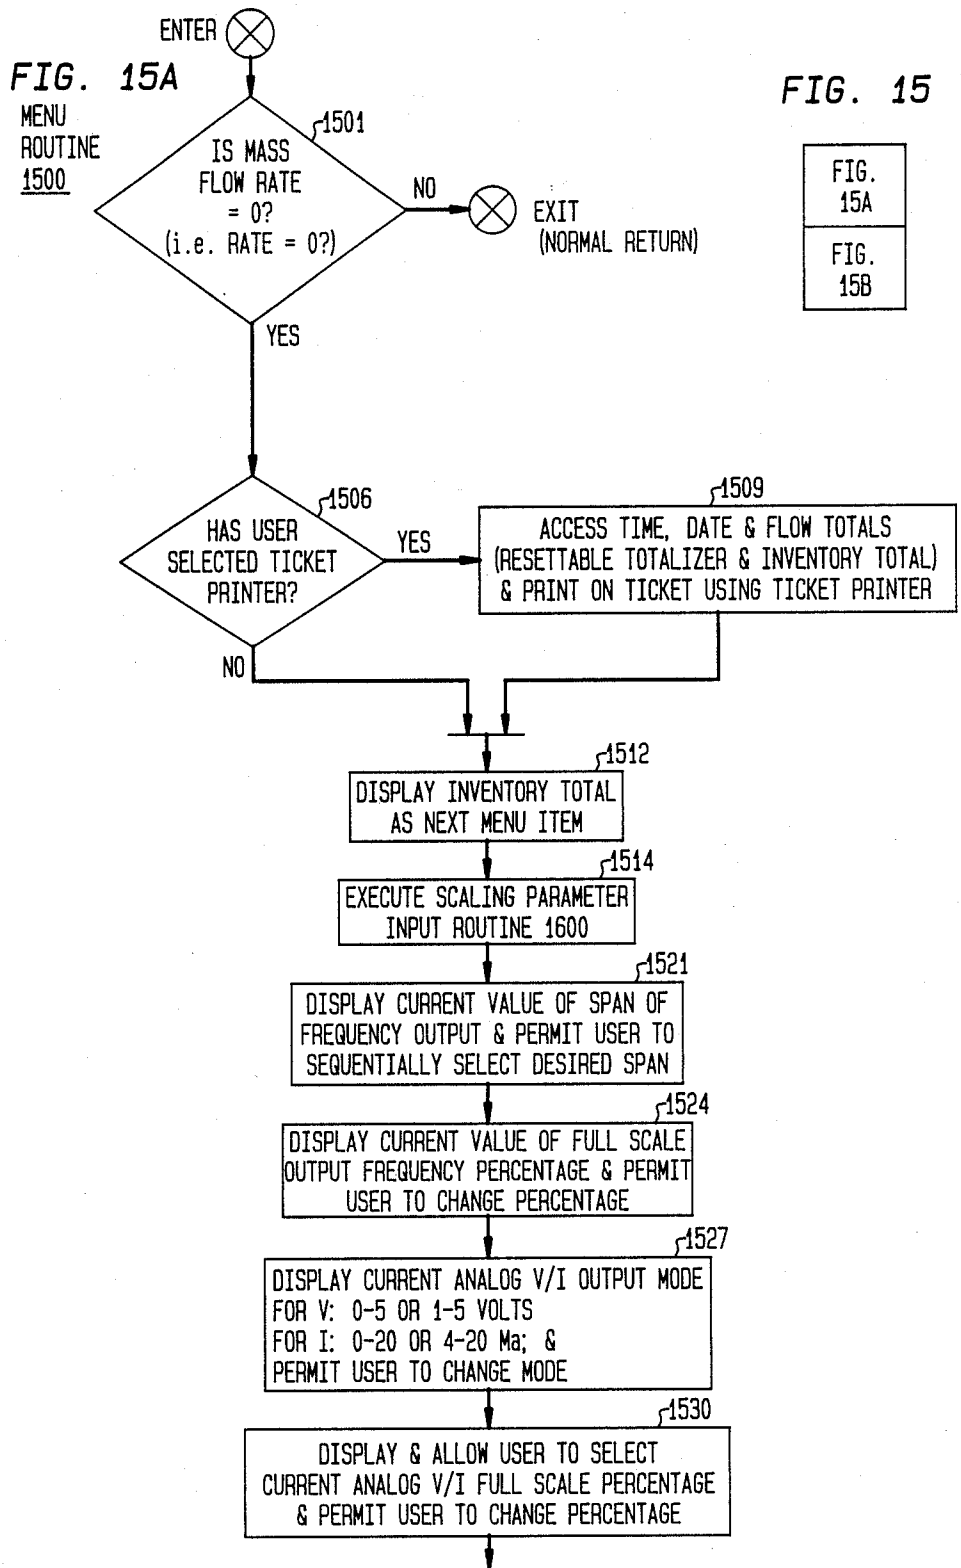 ENTER
FIG. 15A
MENU
ROUTINE
1500
FIG. 15
FIG.
15A
FIG.
15B
1501
IS MASS
FLOW RATE
= 0?
(i.e. RATE = 0?)
NO
EXIT
(NORMAL RETURN)
YES
1506
HAS USER
SELECTED TICKET
PRINTER?
YES
1509
ACCESS TIME, DATE & FLOW TOTALS
(RESETTABLE TOTALIZER & INVENTORY TOTAL)
& PRINT ON TICKET USING TICKET PRINTER
NO
1512
DISPLAY INVENTORY TOTAL
AS NEXT MENU ITEM
1514
EXECUTE SCALING PARAMETER
INPUT ROUTINE 1600
1521
DISPLAY CURRENT VALUE OF SPAN OF
FREQUENCY OUTPUT & PERMIT USER TO
SEQUENTIALLY SELECT DESIRED SPAN
1524
DISPLAY CURRENT VALUE OF FULL SCALE
OUTPUT FREQUENCY PERCENTAGE & PERMIT
USER TO CHANGE PERCENTAGE
1527
DISPLAY CURRENT ANALOG V/I OUTPUT MODE
FOR V: 0-5 OR 1-5 VOLTS
FOR I: 0-20 OR 4-20 Ma; &
PERMIT USER TO CHANGE MODE
1530
DISPLAY & ALLOW USER TO SELECT
CURRENT ANALOG V/I FULL SCALE PERCENTAGE
& PERMIT USER TO CHANGE PERCENTAGE